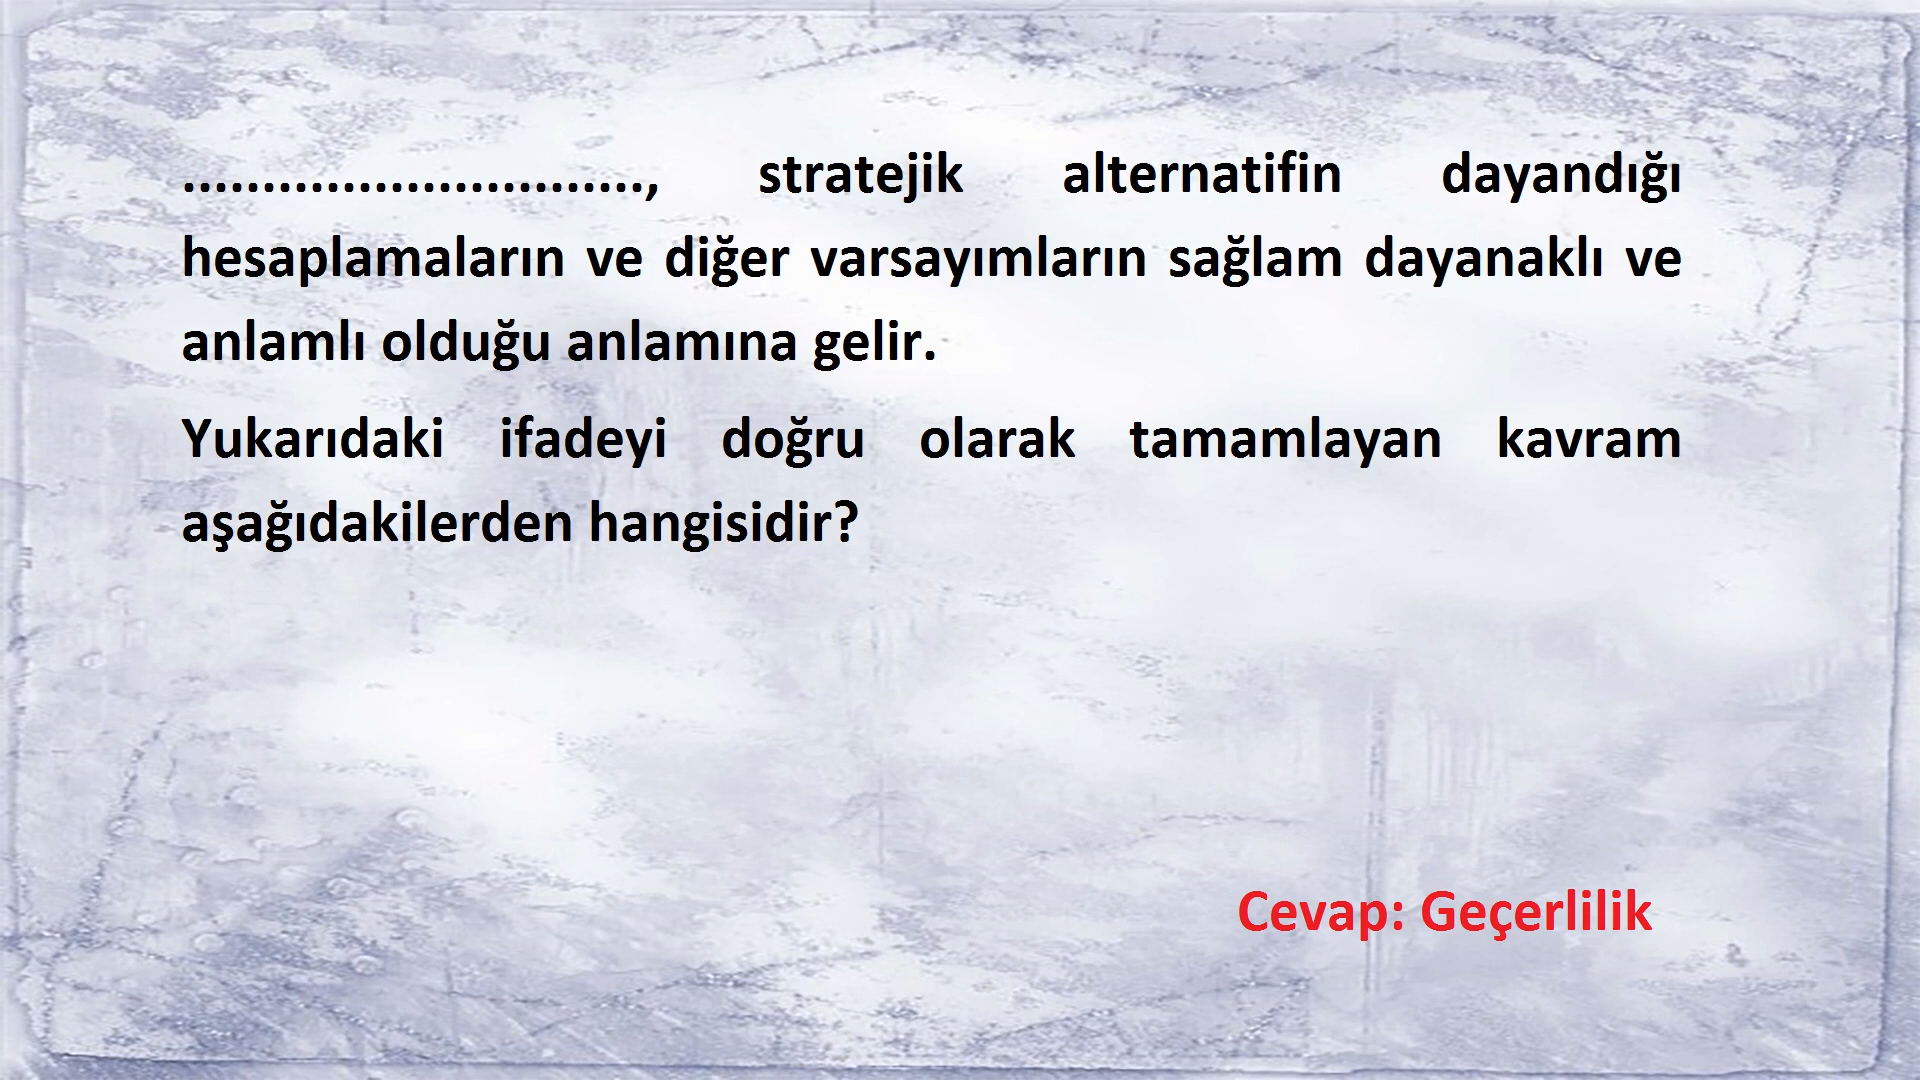 ............................., stratejik alternatifin dayandığı
hesaplamaların ve diğer varsayımların sağlam dayanaklı ve
anlamlı olduğu anlamına gelir.
Yukarıdaki ifadeyi doğru olarak tamamlayan kavram
aşağıdakilerden hangisidir?
Cevap: Geçerlilik